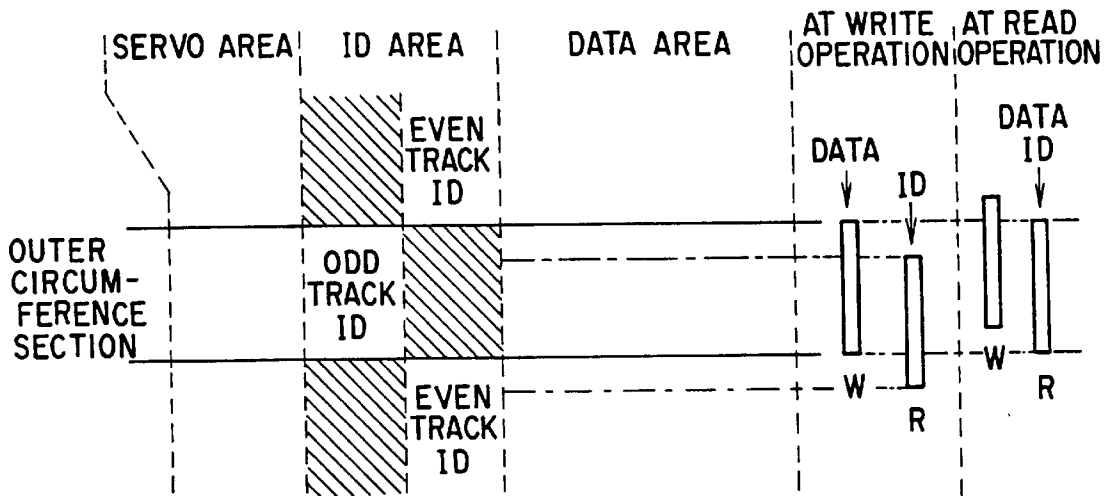 SERVO AREA
ID AREA
DATA AREA
AT WRITE
OPERATION
AT READ
OPERATION
EVEN
TRACK
ID
DATA
ID
DATA
ID
OUTER
CIRCUM-
FERENCE
SECTION
ODD
TRACK
ID
W
R
W
R
EVEN
TRACK
ID